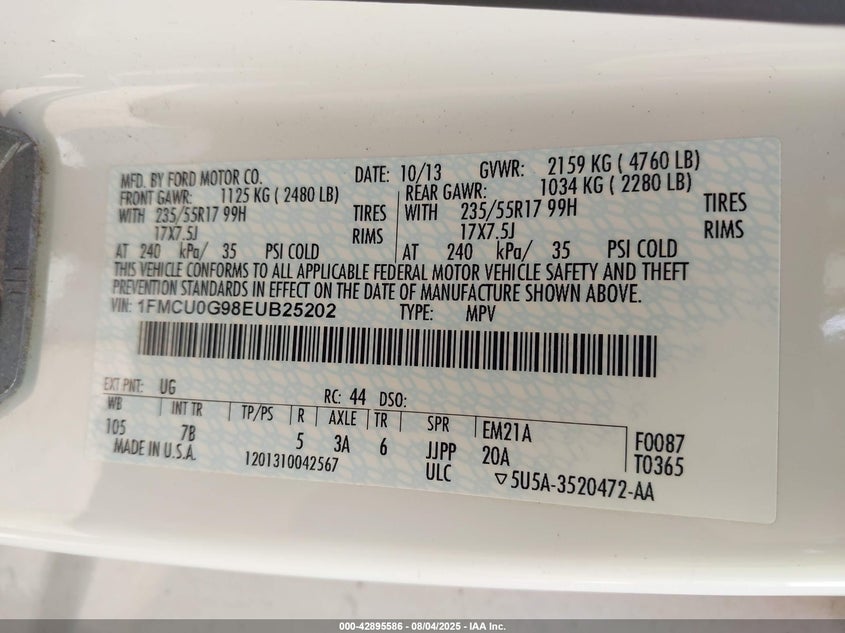 MFD. BY FORD MOTOR CO. DATE: 10/13 GVWR: 2159 KG ( 4760 LB)
FRONT GAWR: 1125 KG ( 2480 LB) REAR GAWR: 1034 KG ( 2280 LB)
WITH 235/55R17 99H TIRES WITH 235/55R17 99H TIRES
17X7.5J RIMS 17X7.5J RIMS
AT 240 kPa/ 35 PSI COLD AT 240 kPa/ 35 PSI COLD
THIS VEHICLE CONFORMS TO ALL APPLICABLE FEDERAL MOTOR VEHICLE SAFETY AND THEFT
PREVENTION STANDARDS IN EFFECT ON THE DATE OF MANUFACTURE SHOWN ABOVE.
VIN: 1FMCU0G98EUB25202 TYPE: MPV
EXT PNT: UG RC: 44 DSO:
WB INT TR TP/PS R AXLE TR SPR EM21A F0087
105 7B 5 3A 6 JJPP 20A T0365
MADE IN U.S.A. 1201310042567 ULC ▽5U5A-3520472-AA
000-42895586 - 08/04/2025 - IAA Inc.